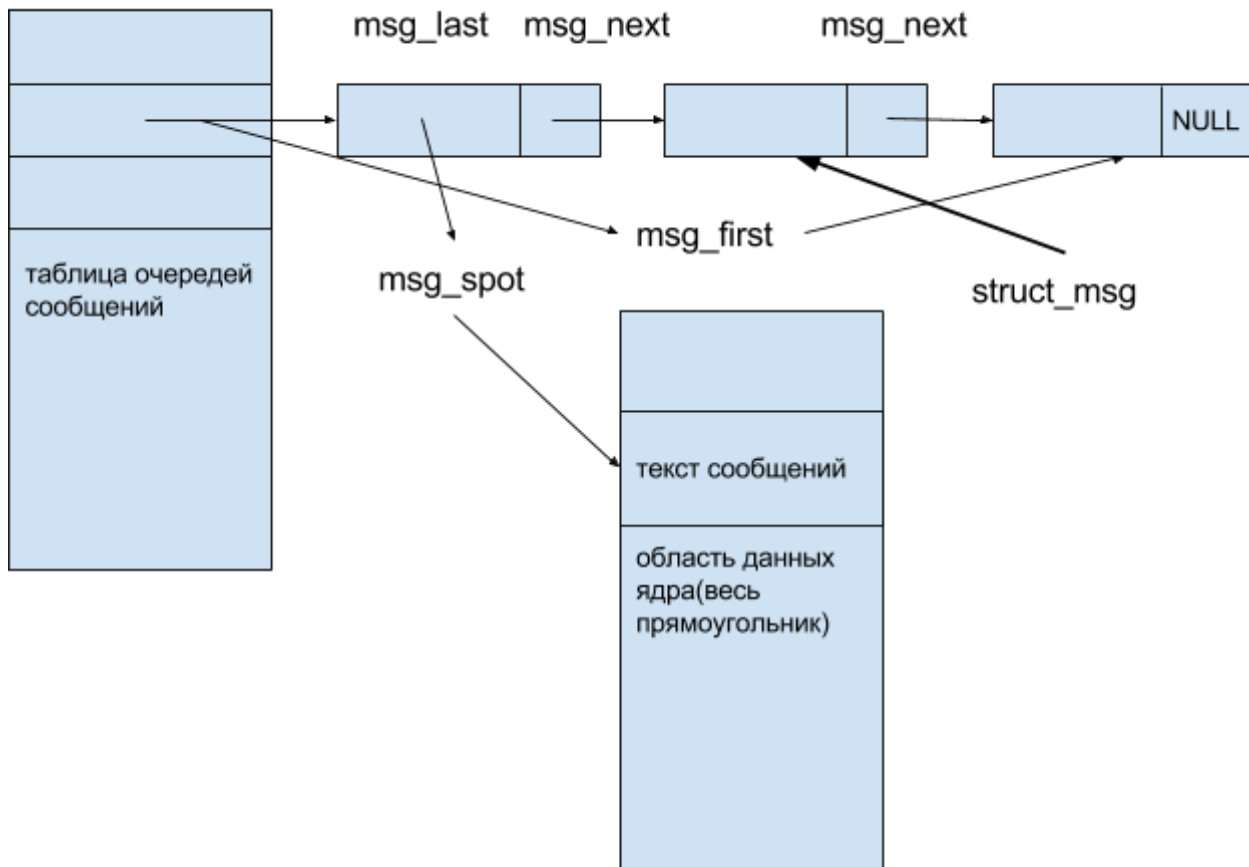 msg_last
msg_next
msg_next
NULL
msg_first
таблица очередей
сообщений
msg_spot
struct_msg
текст сообщений
область данных
ядра(весь
прямоугольник)